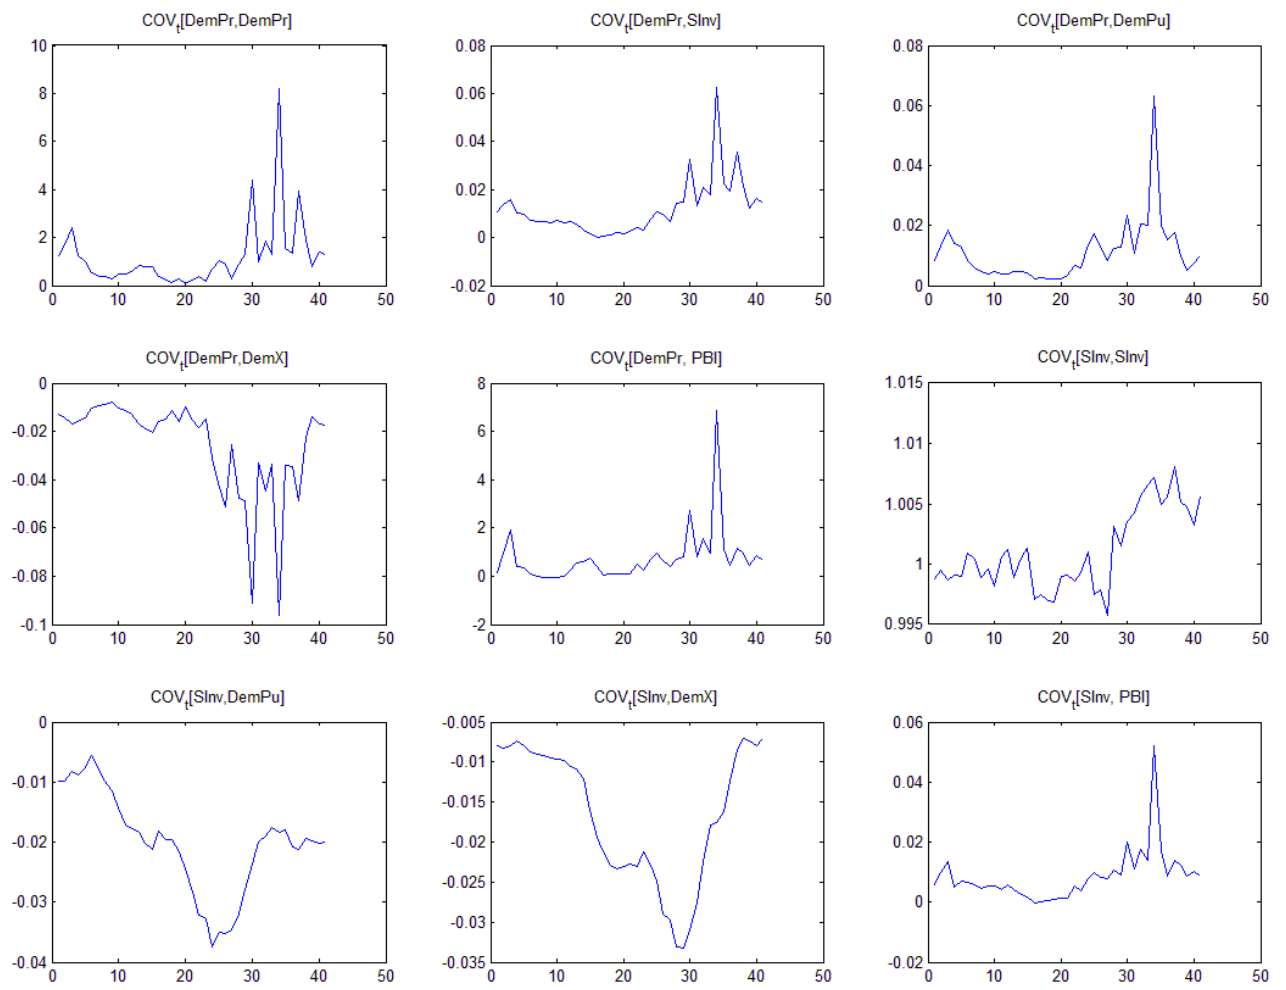 COVt[DemPr,DemPr]
10
8
6
4
2
0
0 10 20 30 40 50
COVt[DemPr,SInv]
0.08
0.06
0.04
0.02
0
-0.02
0 10 20 30 40 50
COVt[DemPr,DemPu]
0.08
0.06
0.04
0.02
0
0 10 20 30 40 50
COVt[DemPr,DemX]
0
-0.02
-0.04
-0.06
-0.08
-0.1
0 10 20 30 40 50
COVt[DemPr, PBI]
8
6
4
2
0
-2
0 10 20 30 40 50
COVt[SInv,SInv]
1.015
1.01
1.005
1
0.995
0 10 20 30 40 50
COVt[SInv,DemPu]
0
-0.01
-0.02
-0.03
-0.04
0 10 20 30 40 50
COVt[SInv,DemX]
-0.005
-0.01
-0.015
-0.02
-0.025
-0.03
-0.035
0 10 20 30 40 50
COVt[SInv, PBI]
0.06
0.04
0.02
0
-0.02
0 10 20 30 40 50